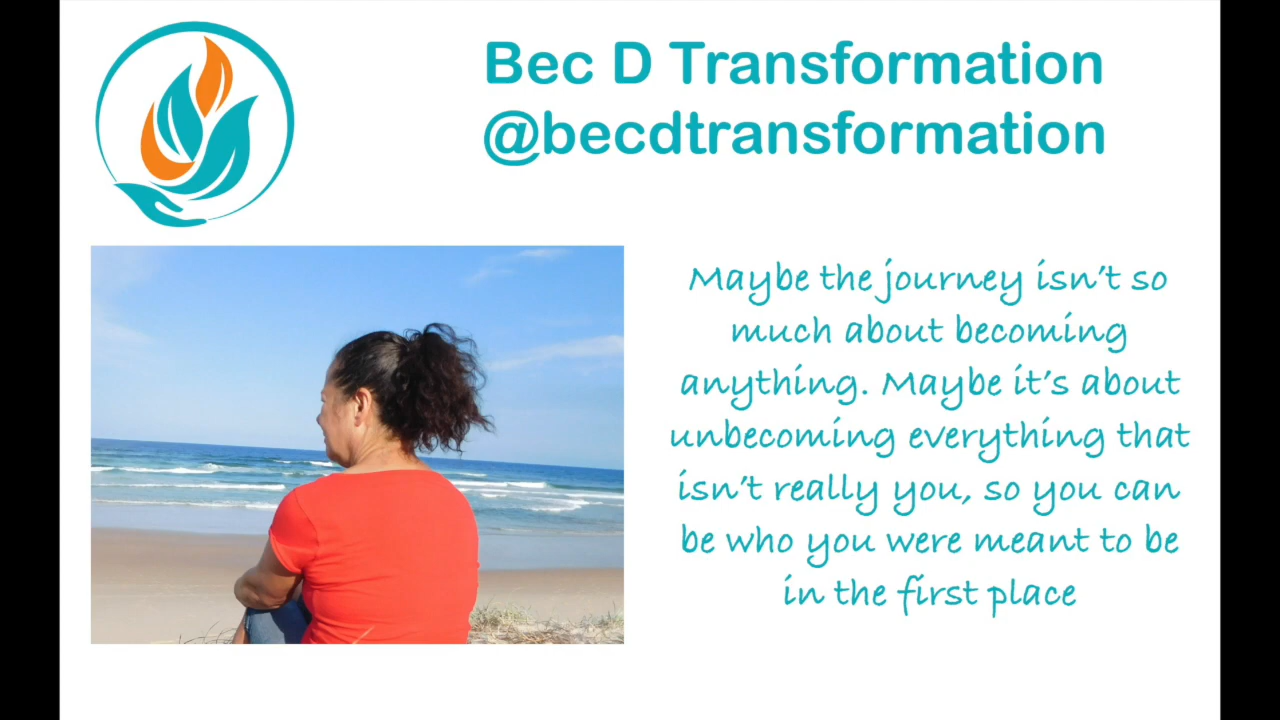 Bec D Transformation
@becdtransformation
Maybe the journey isn't so
much about becoming
anything. Maybe it's about
unbecoming everything that
isn't really you, so you can
be who you were meant to be
in the first place